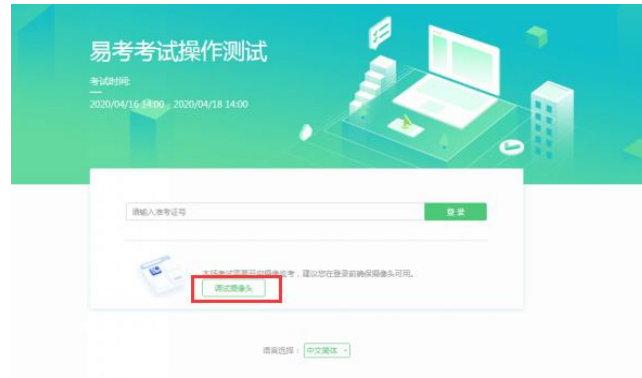 易考考试操作测试
考试时间:
2020/04/16 14:00 - 2020/04/18 14:00
请输入准考证号
登录
本场考试需要开启摄像应考，建议您在登录前确保摄像头可用。
调试摄像头
语言选择： 中文简体